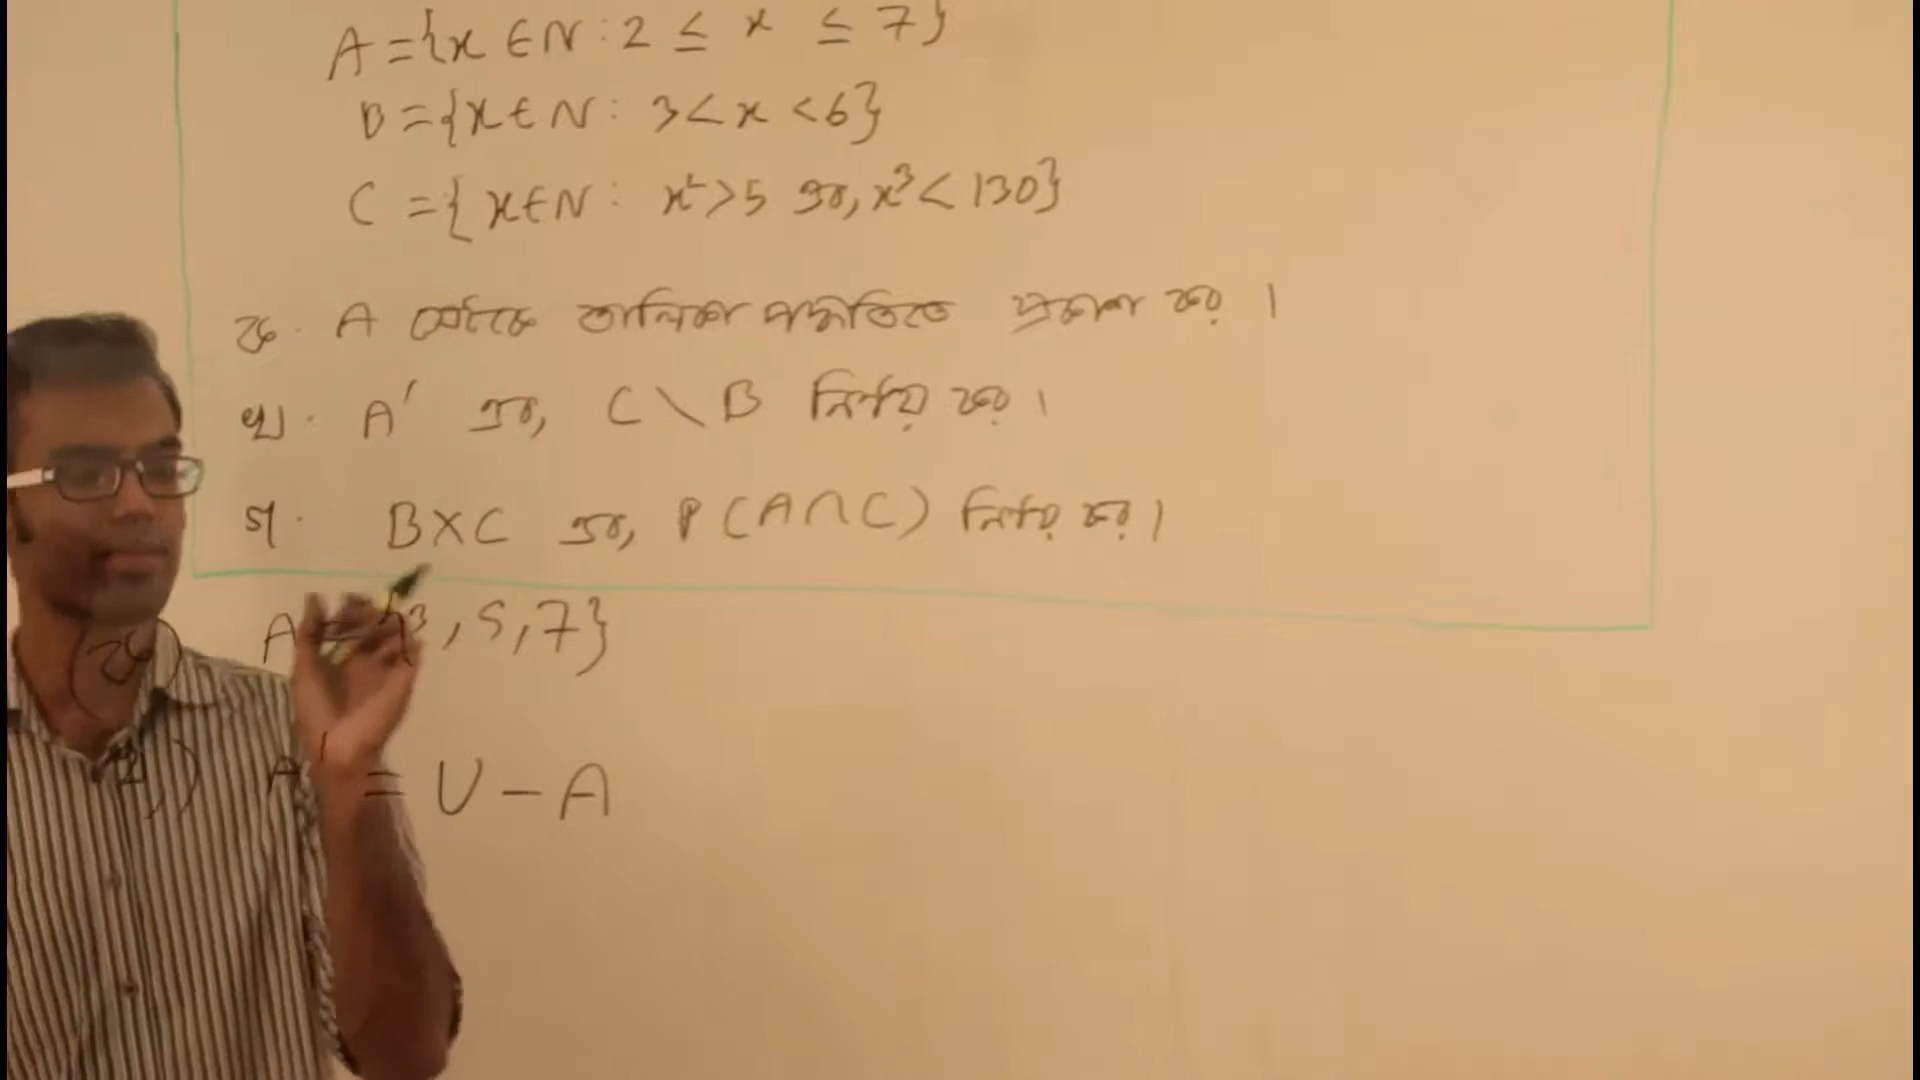 A = {x ∈ N : 2 ≤ x ≤ 7}
B = {x ∈ N : 3 < x < 6}
C = {x ∈ N : x² > 5 এবং, x³ < 130}
ক. A সেটকে তালিকা পদ্ধতিতে প্রকাশ কর।
খ. A′ এবং, C \ B নির্ণয় কর।
গ. B × C এবং, P(A ∩ C) নির্ণয় কর।
(ক) A = {3, 5, 7}
(খ) A′ = U − A